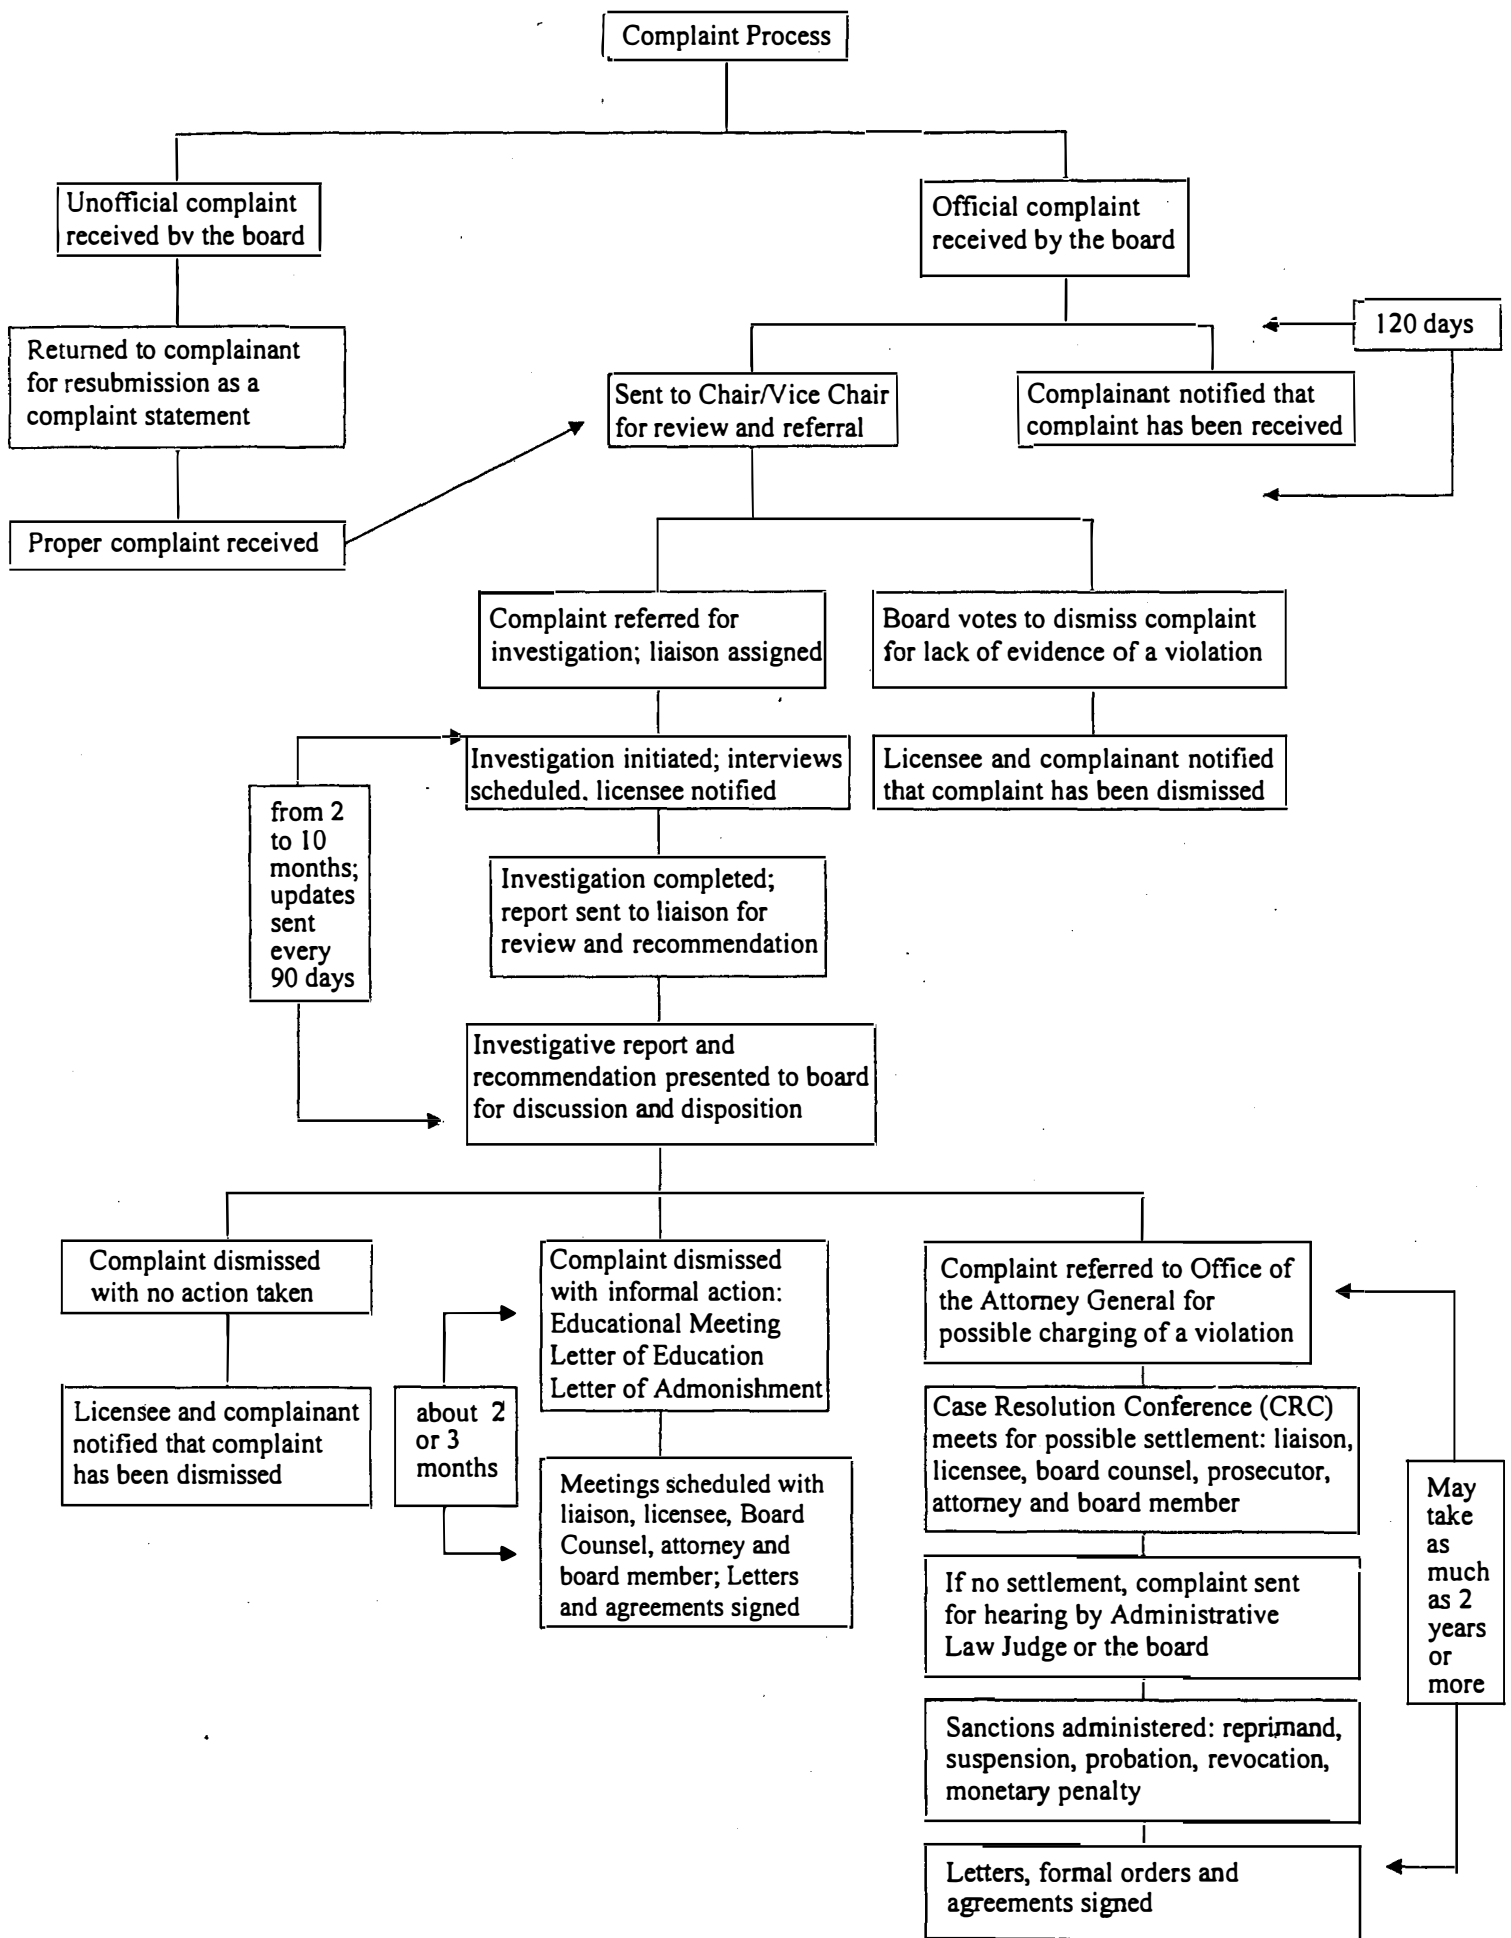 Complaint Process
Unofficial complaint
received by the board
Official complaint
received by the board
120 days
Returned to complainant
for resubmission as a
complaint statement
Sent to Chair/Vice Chair
for review and referral
Complainant notified that
complaint has been received
Proper complaint received
Complaint referred for
investigation; liaison assigned
Board votes to dismiss complaint
for lack of evidence of a violation
Investigation initiated; interviews
scheduled, licensee notified
Licensee and complainant notified
that complaint has been dismissed
from 2
to 10
months;
updates
sent
every
90 days
Investigation completed;
report sent to liaison for
review and recommendation
Investigative report and
recommendation presented to board
for discussion and disposition
Complaint dismissed
with no action taken
Complaint dismissed
with informal action:
Educational Meeting
Letter of Education
Letter of Admonishment
Complaint referred to Office of
the Attorney General for
possible charging of a violation
Licensee and complainant
notified that complaint
has been dismissed
about 2
or 3
months
Meetings scheduled with
liaison, licensee, Board
Counsel, attorney and
board member; Letters
and agreements signed
Case Resolution Conference (CRC)
meets for possible settlement: liaison,
licensee, board counsel, prosecutor,
attorney and board member
May
take
as
much
as 2
years
or
more
If no settlement, complaint sent
for hearing by Administrative
Law Judge or the board
Sanctions administered: reprimand,
suspension, probation, revocation,
monetary penalty
Letters, formal orders and
agreements signed